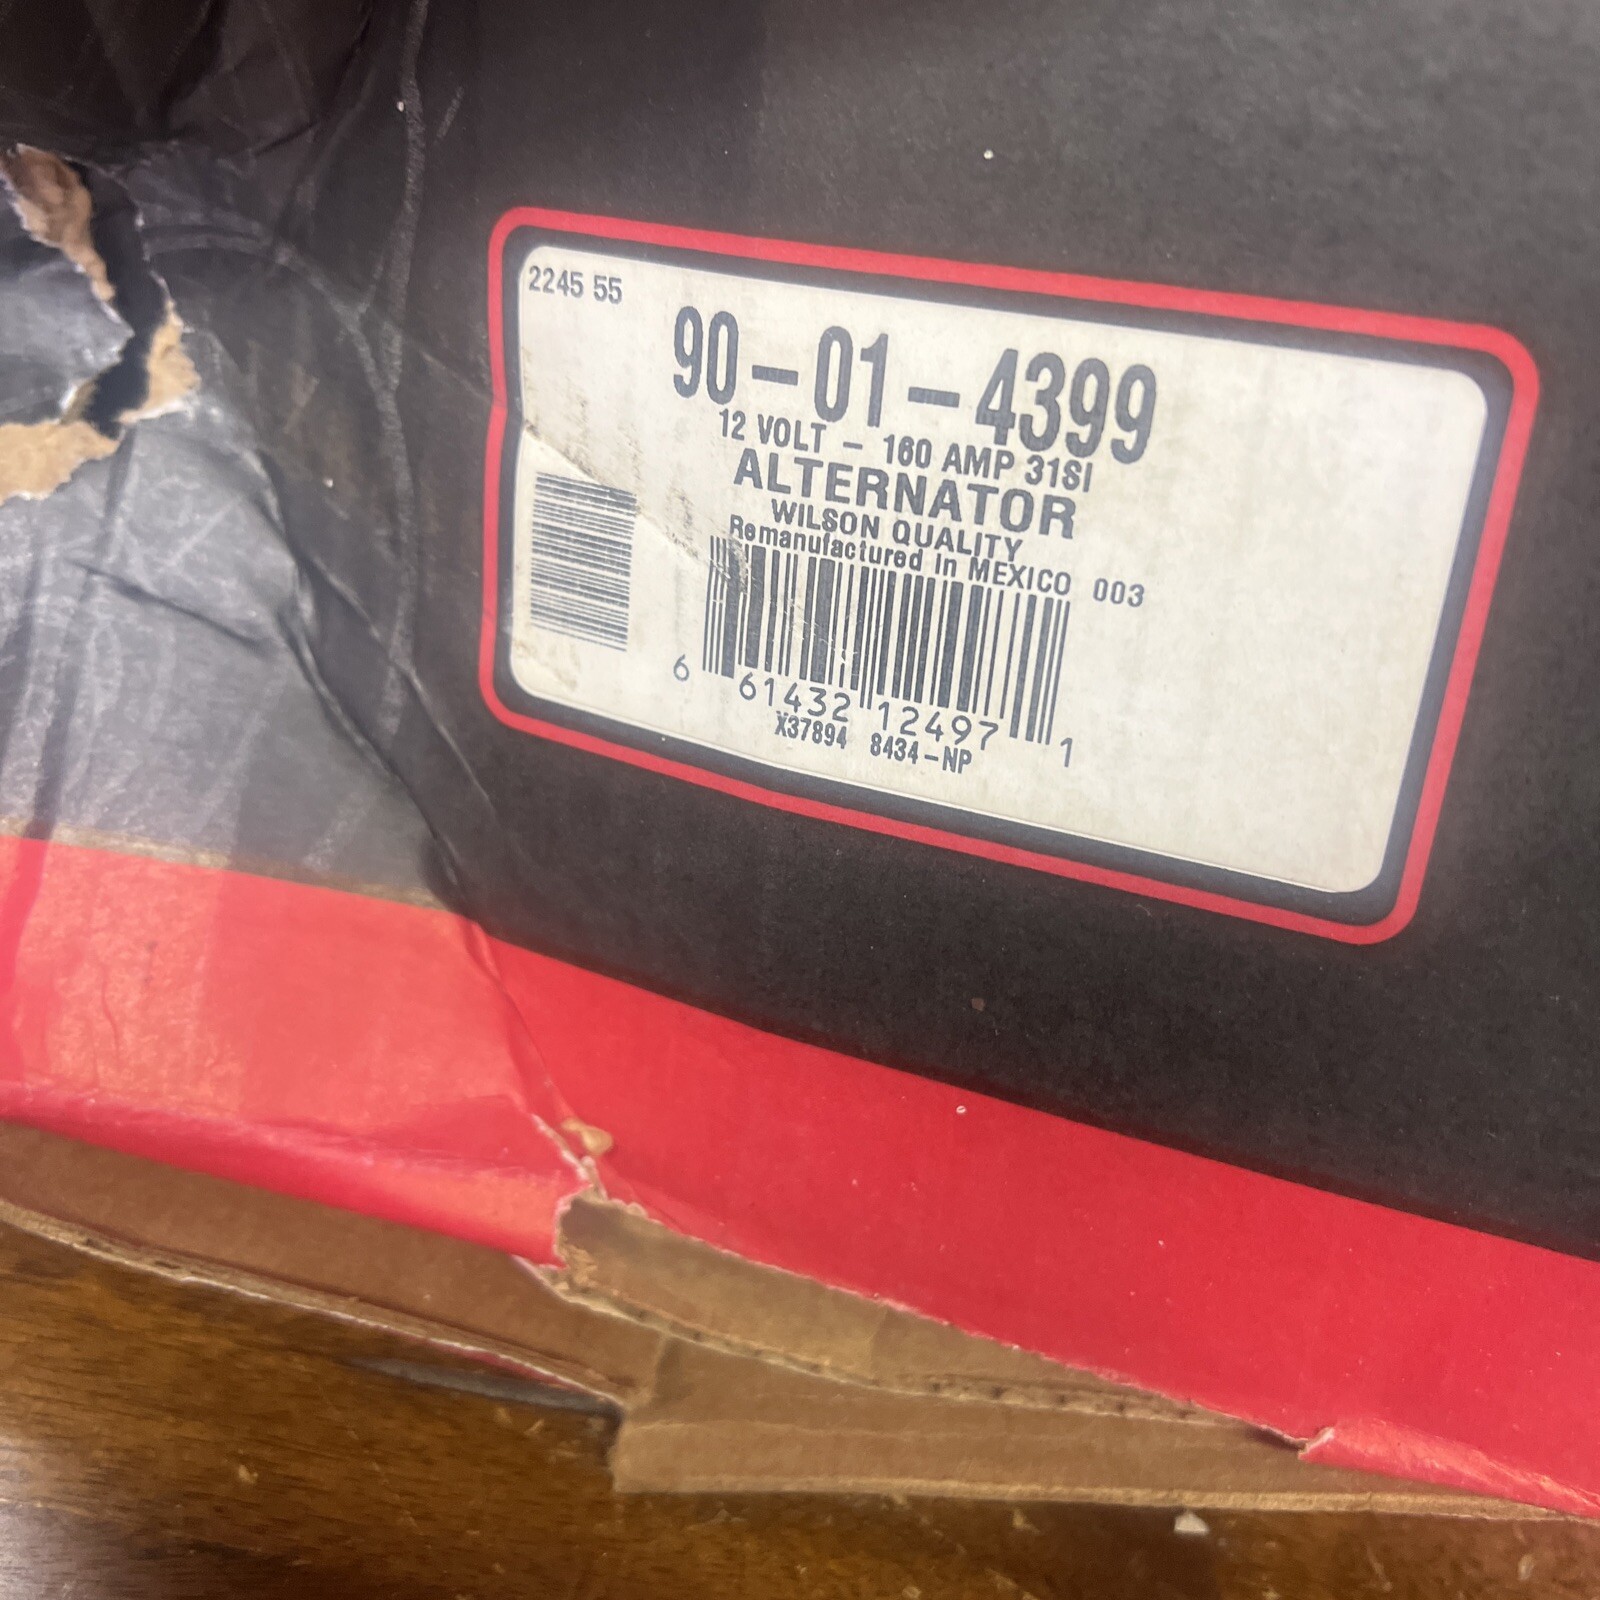 2245 55
90-01-4399
12 VOLT - 160 AMP 31SI
ALTERNATOR
WILSON QUALITY
Remanufactured in MEXICO 003
6 61432 12497 1
X37894 8434-NP